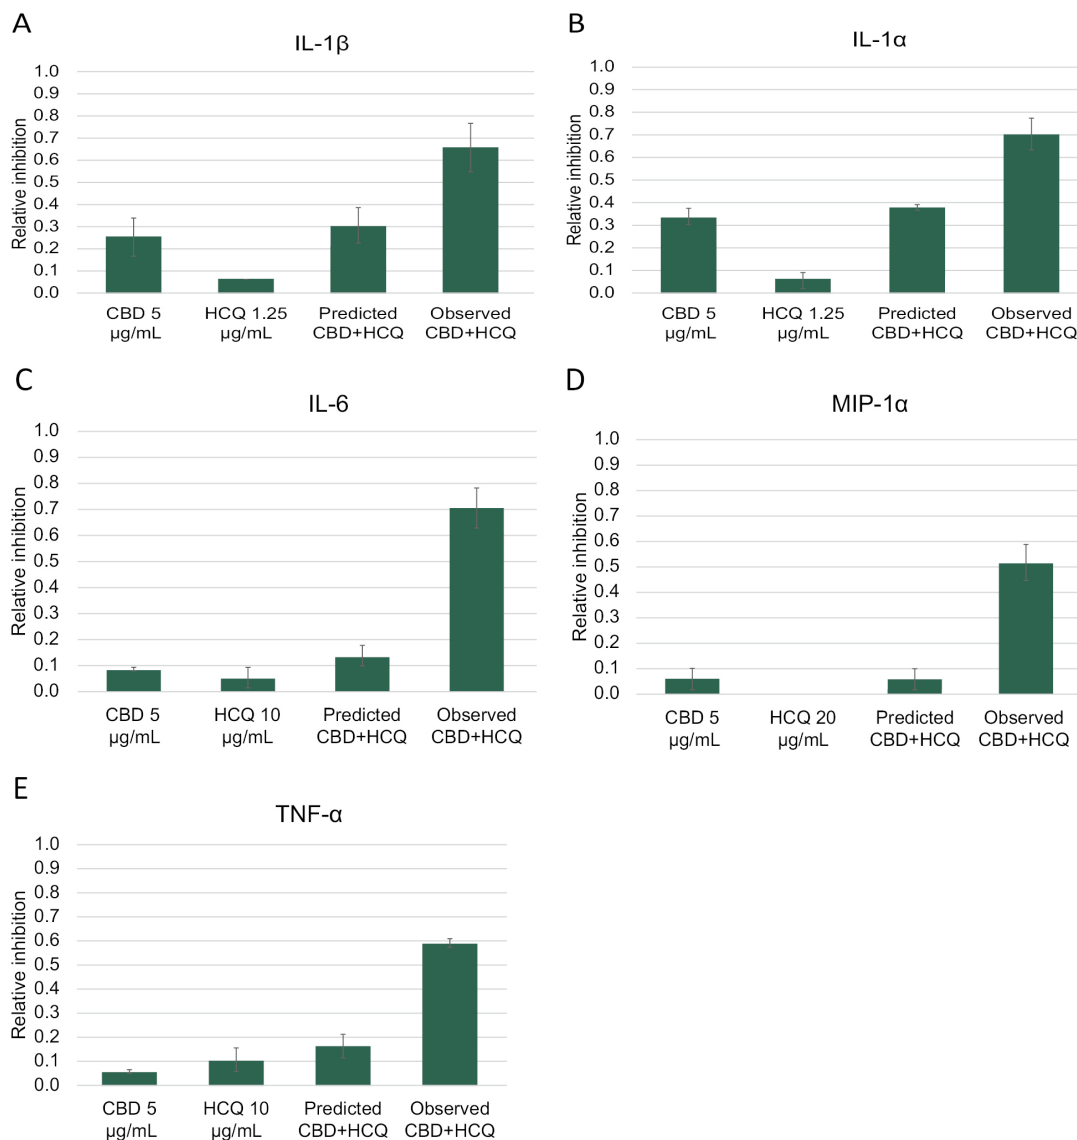 A
IL-1β
Relative inhibition
1.0
0.9
0.8
0.7
0.6
0.5
0.4
0.3
0.2
0.1
0.0
CBD 5 HCQ 1.25 Predicted Observed
µg/mL µg/mL CBD+HCQ CBD+HCQ
B
IL-1α
Relative inhibition
1.0
0.9
0.8
0.7
0.6
0.5
0.4
0.3
0.2
0.1
0.0
CBD 5 HCQ 1.25 Predicted Observed
µg/mL µg/mL CBD+HCQ CBD+HCQ
C
IL-6
Relative inhibition
1.0
0.9
0.8
0.7
0.6
0.5
0.4
0.3
0.2
0.1
0.0
CBD 5 HCQ 10 Predicted Observed
µg/mL µg/mL CBD+HCQ CBD+HCQ
D
MIP-1α
Relative inhibition
1.0
0.9
0.8
0.7
0.6
0.5
0.4
0.3
0.2
0.1
0.0
CBD 5 HCQ 20 Predicted Observed
µg/mL µg/mL CBD+HCQ CBD+HCQ
E
TNF-α
Relative inhibition
1.0
0.9
0.8
0.7
0.6
0.5
0.4
0.3
0.2
0.1
0.0
CBD 5 HCQ 10 Predicted Observed
µg/mL µg/mL CBD+HCQ CBD+HCQ